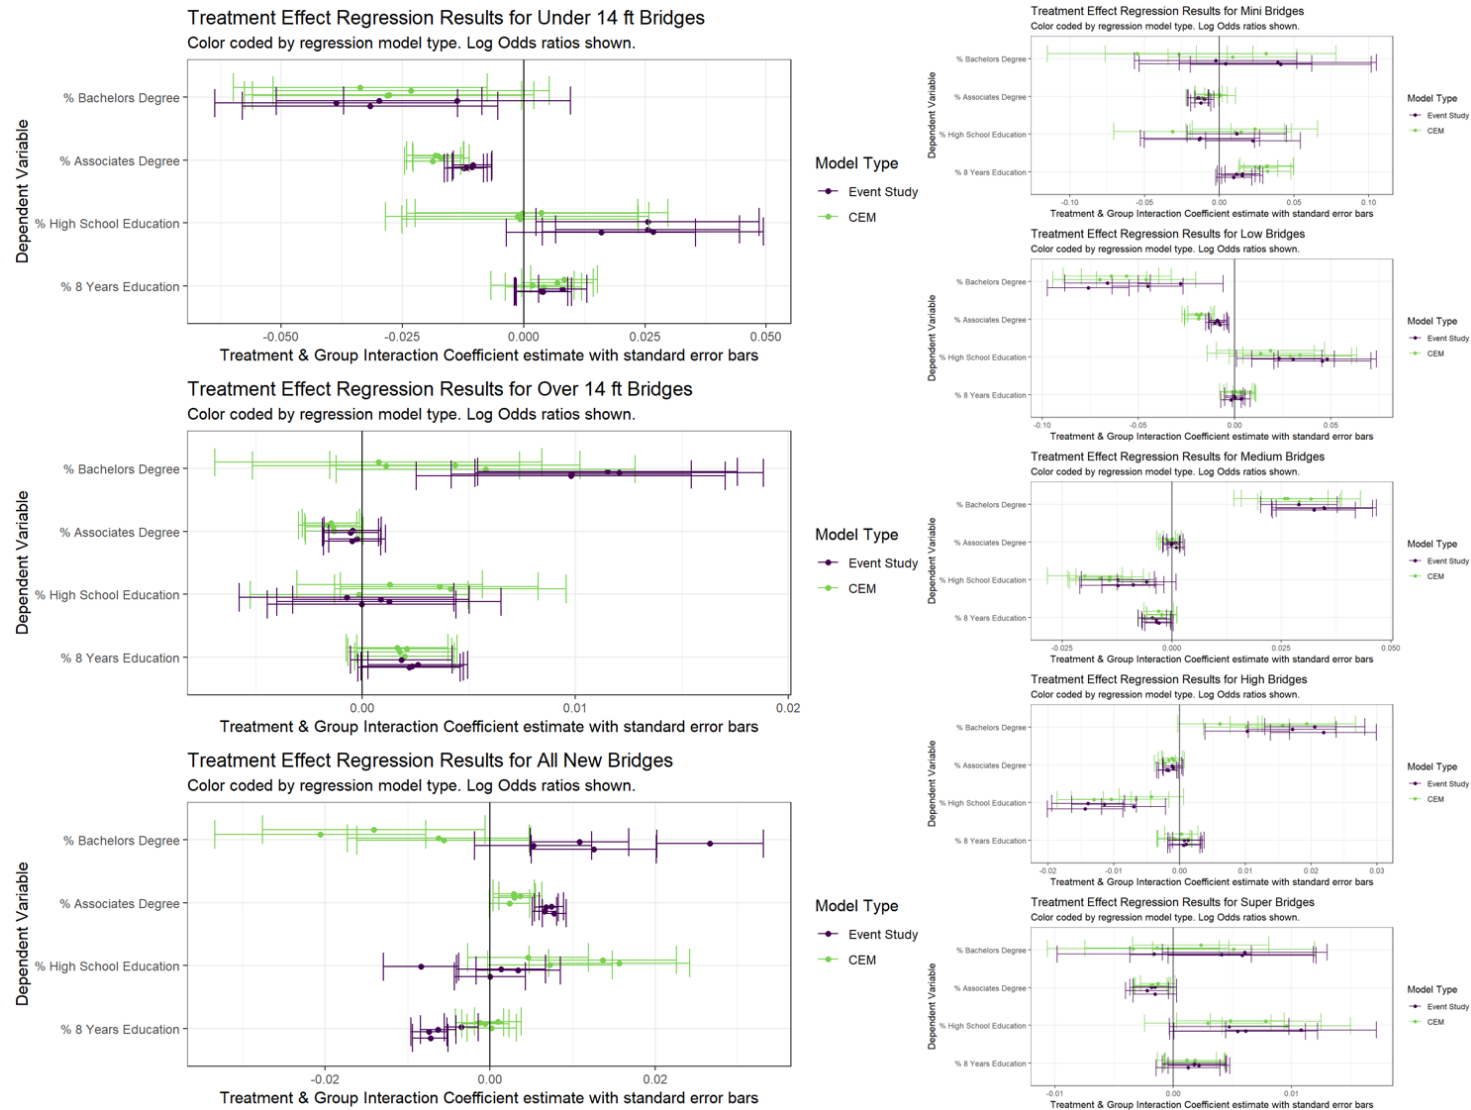 Treatment Effect Regression Results for Under 14 ft Bridges
Color coded by regression model type. Log Odds ratios shown.
Dependent Variable
% Bachelors Degree
% Associates Degree
% High School Education
% 8 Years Education
-0.050
-0.025
0.000
0.025
0.050
Treatment & Group Interaction Coefficient estimate with standard error bars
Model Type
Event Study
CEM
Treatment Effect Regression Results for Over 14 ft Bridges
Color coded by regression model type. Log Odds ratios shown.
Dependent Variable
% Bachelors Degree
% Associates Degree
% High School Education
% 8 Years Education
0.00
0.01
0.02
Treatment & Group Interaction Coefficient estimate with standard error bars
Model Type
Event Study
CEM
Treatment Effect Regression Results for All New Bridges
Color coded by regression model type. Log Odds ratios shown.
Dependent Variable
% Bachelors Degree
% Associates Degree
% High School Education
% 8 Years Education
-0.02
0.00
0.02
Treatment & Group Interaction Coefficient estimate with standard error bars
Model Type
Event Study
CEM
Treatment Effect Regression Results for Mini Bridges
Color coded by regression model type. Log Odds ratios shown.
Dependent Variable
% Bachelors Degree
% Associates Degree
% High School Education
% 8 Years Education
-0.10
-0.05
0.00
0.05
0.10
Treatment & Group Interaction Coefficient estimate with standard error bars
Model Type
Event Study
CEM
Treatment Effect Regression Results for Low Bridges
Color coded by regression model type. Log Odds ratios shown.
Dependent Variable
% Bachelors Degree
% Associates Degree
% High School Education
% 8 Years Education
-0.10
-0.05
0.00
0.05
Treatment & Group Interaction Coefficient estimate with standard error bars
Model Type
Event Study
CEM
Treatment Effect Regression Results for Medium Bridges
Color coded by regression model type. Log Odds ratios shown.
Dependent Variable
% Bachelors Degree
% Associates Degree
% High School Education
% 8 Years Education
-0.025
0.000
0.025
0.050
Treatment & Group Interaction Coefficient estimate with standard error bars
Model Type
Event Study
CEM
Treatment Effect Regression Results for High Bridges
Color coded by regression model type. Log Odds ratios shown.
Dependent Variable
% Bachelors Degree
% Associates Degree
% High School Education
% 8 Years Education
-0.02
-0.01
0.00
0.01
0.02
0.03
Treatment & Group Interaction Coefficient estimate with standard error bars
Model Type
Event Study
CEM
Treatment Effect Regression Results for Super Bridges
Color coded by regression model type. Log Odds ratios shown.
Dependent Variable
% Bachelors Degree
% Associates Degree
% High School Education
% 8 Years Education
-0.01
0.00
0.01
Treatment & Group Interaction Coefficient estimate with standard error bars
Model Type
Event Study
CEM